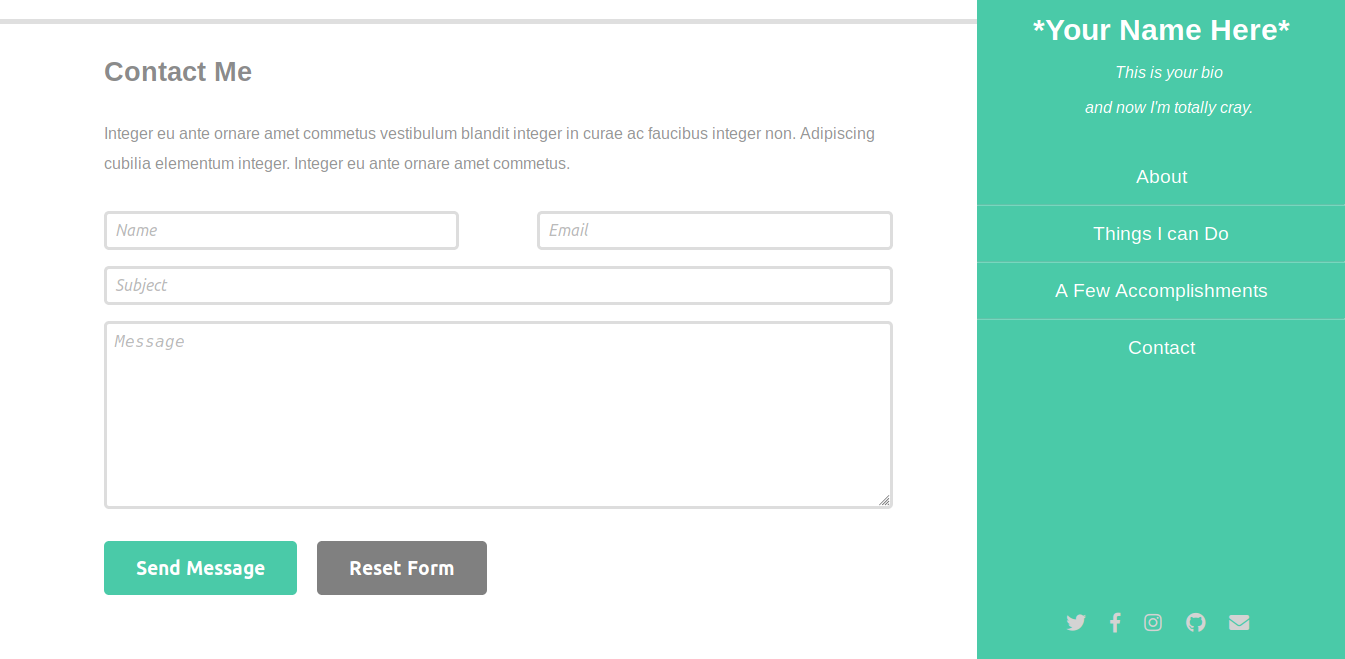 Contact Me
Integer eu ante ornare amet commetus vestibulum blandit integer in curae ac faucibus integer non. Adipiscing
cubilia elementum integer. Integer eu ante ornare amet commetus.
Name
Email
Subject
Message
Send Message
Reset Form
*Your Name Here*
This is your bio
and now I'm totally cray.
About
Things I can Do
A Few Accomplishments
Contact